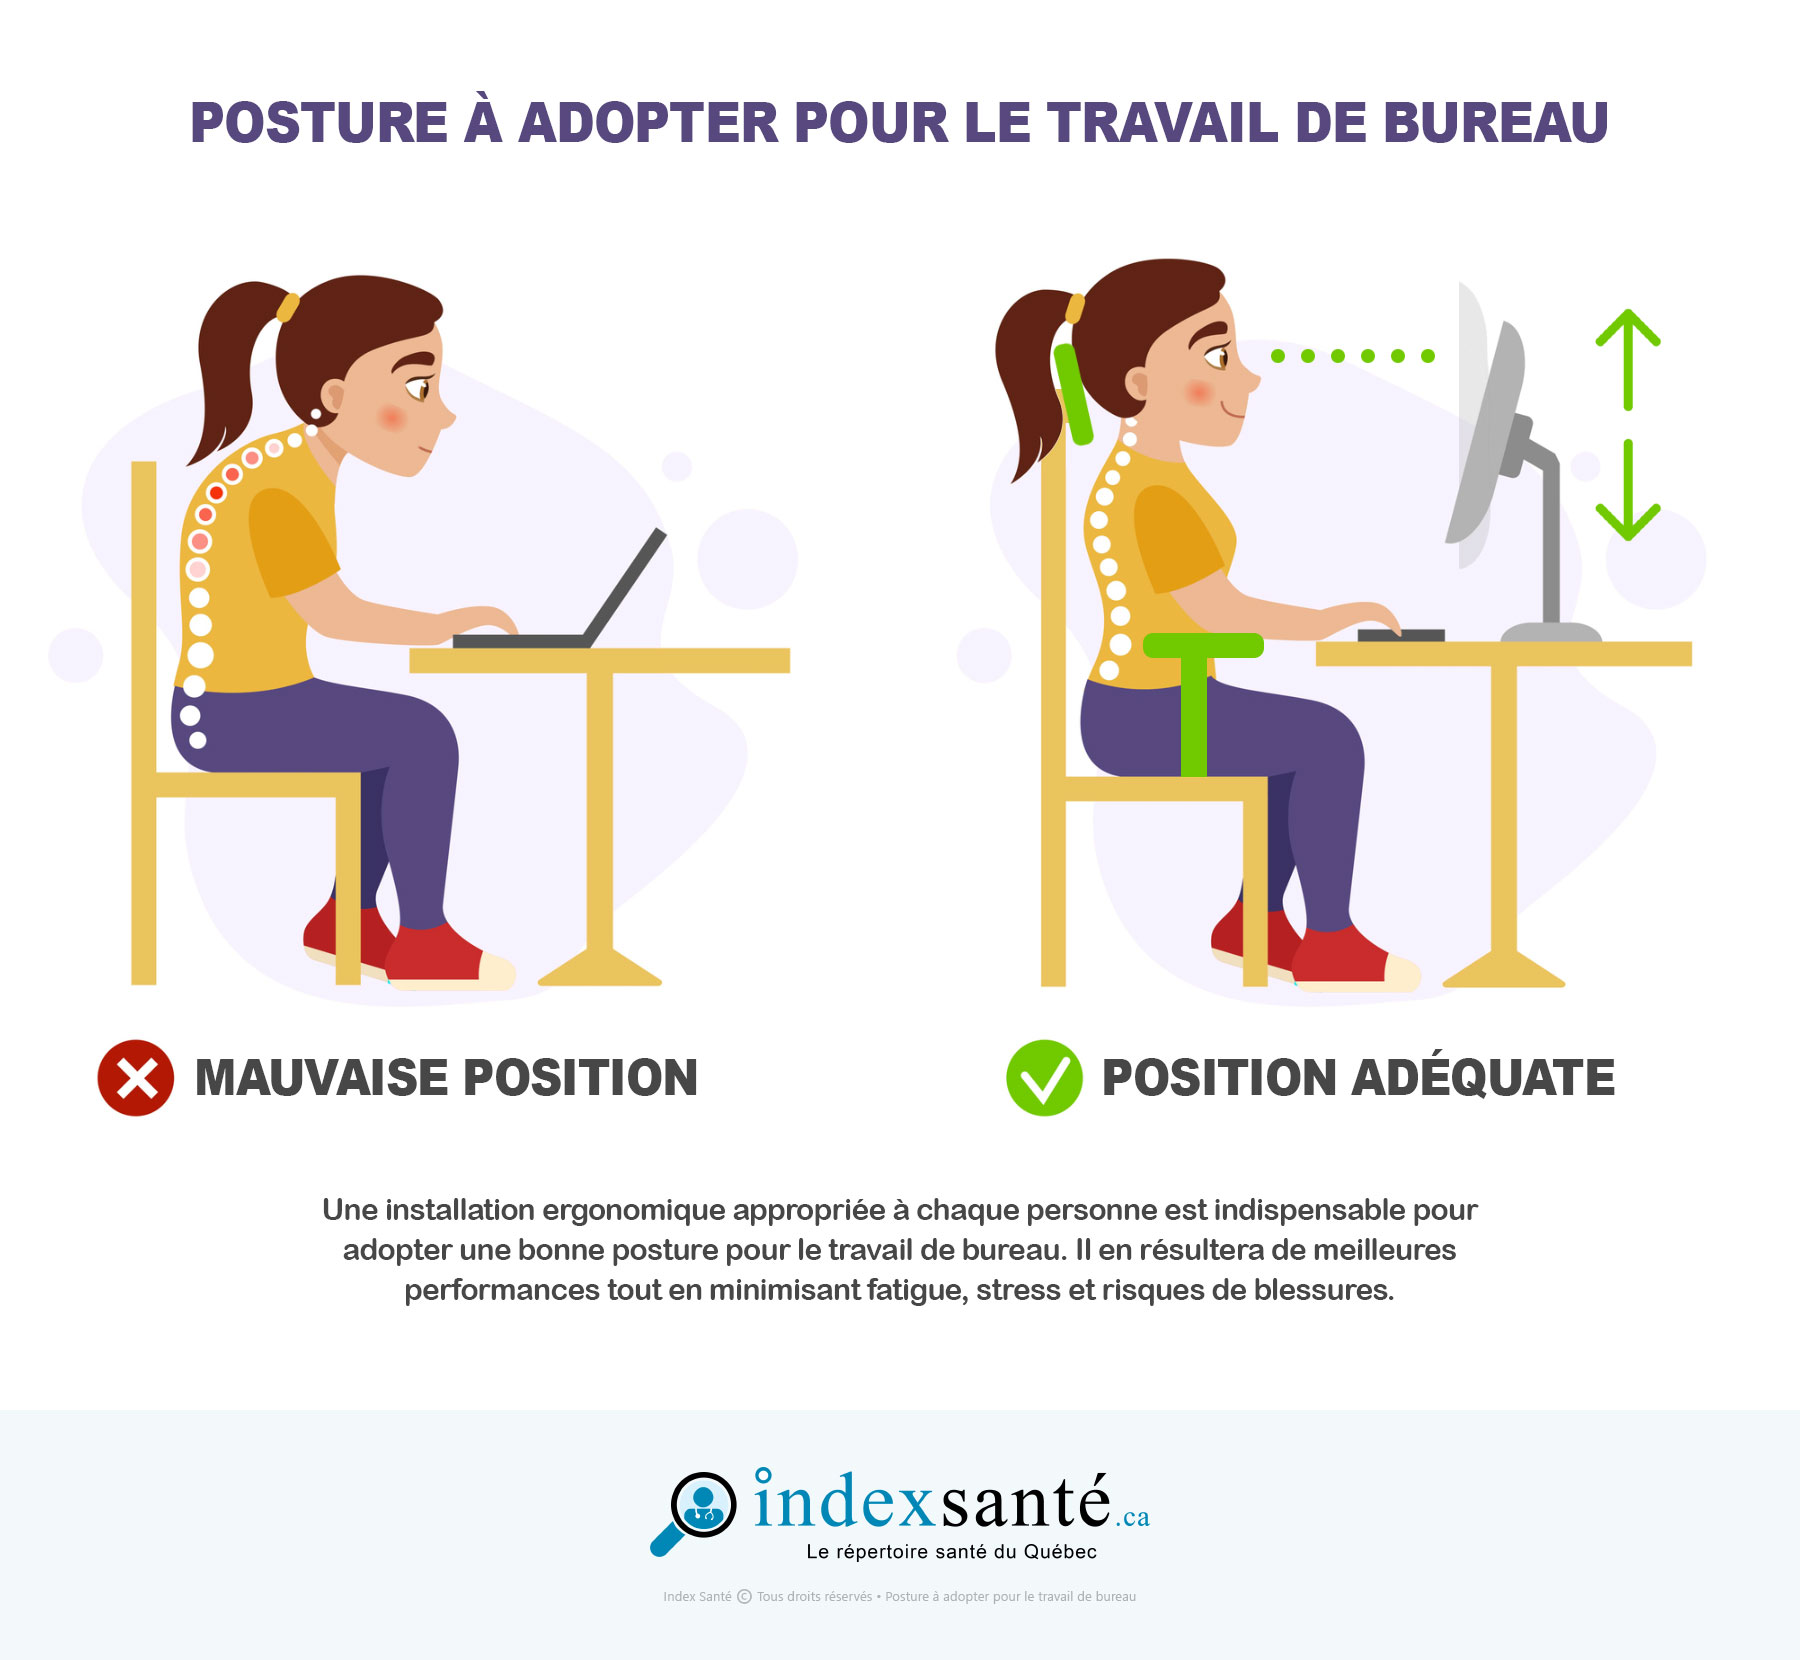 POSTURE À ADOPTER POUR LE TRAVAIL DE BUREAU
MAUVAISE POSITION
POSITION ADÉQUATE
Une installation ergonomique appropriée à chaque personne est indispensable pour
adopter une bonne posture pour le travail de bureau. Il en résultera de meilleures
performances tout en minimisant fatigue, stress et risques de blessures.
indexsanté.ca
Le répertoire santé du Québec
Index Santé © Tous droits réservés • Posture à adopter pour le travail de bureau